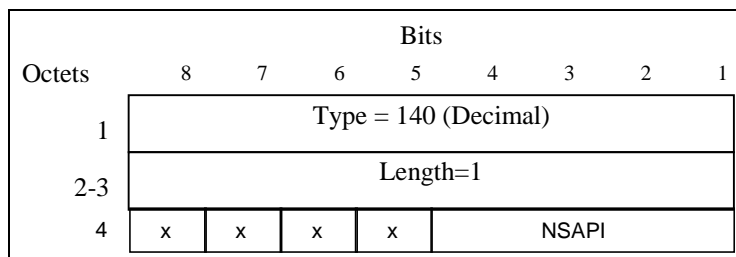 Bits
Octets 8 7 6 5 4 3 2 1
1 Type = 140 (Decimal)
2-3 Length=1
4 x x x x NSAPI